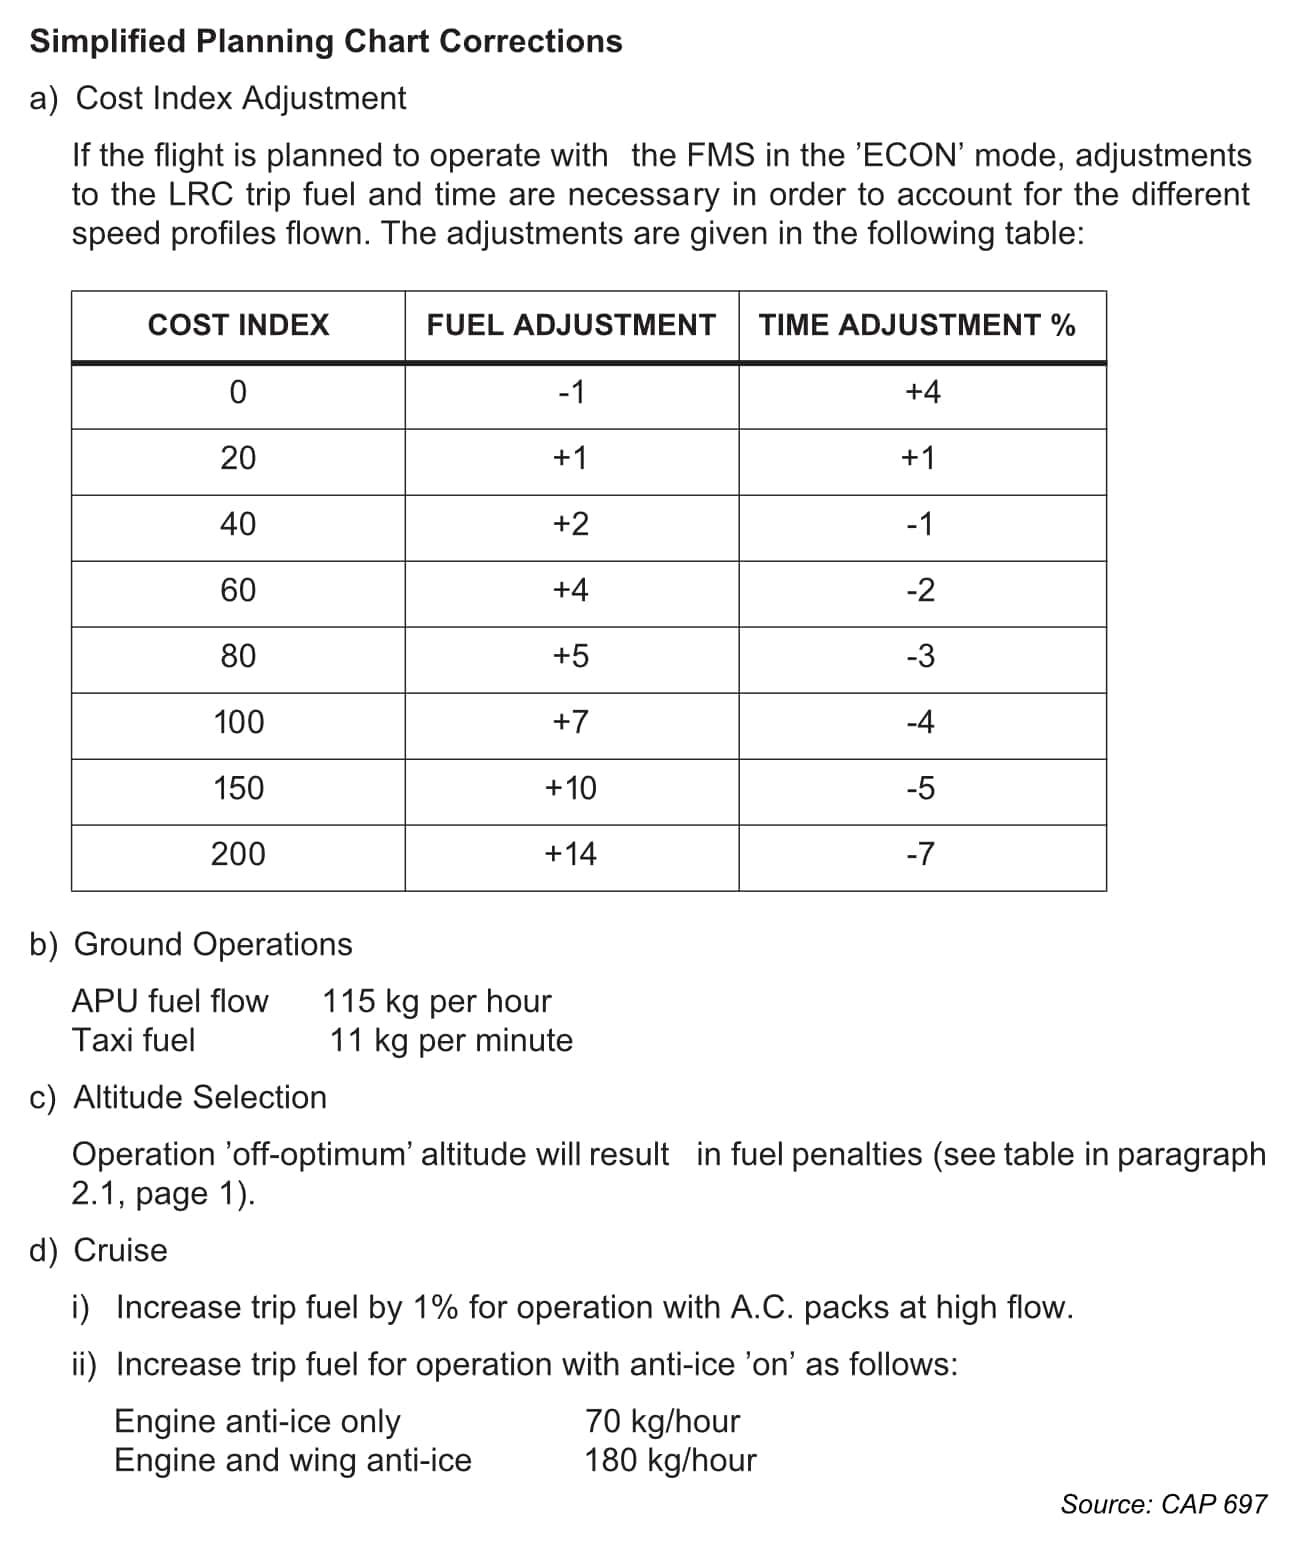 Simplified Planning Chart Corrections
a) Cost Index Adjustment
If the flight is planned to operate with the FMS in the ’ECON’ mode, adjustments
to the LRC trip fuel and time are necessary in order to account for the different
speed profiles flown. The adjustments are given in the following table:
COST INDEX FUEL ADJUSTMENT TIME ADJUSTMENT %
0 -1 +4
20 +1 +1
40 +2 -1
60 +4 -2
80 +5 -3
100 +7 -4
150 +10 -5
200 +14 -7
b) Ground Operations
APU fuel flow 115 kg per hour
Taxi fuel 11 kg per minute
c) Altitude Selection
Operation ’off-optimum’ altitude will result in fuel penalties (see table in paragraph
2.1, page 1).
d) Cruise
i) Increase trip fuel by 1% for operation with A.C. packs at high flow.
ii) Increase trip fuel for operation with anti-ice ’on’ as follows:
Engine anti-ice only 70 kg/hour
Engine and wing anti-ice 180 kg/hour
Source: CAP 697